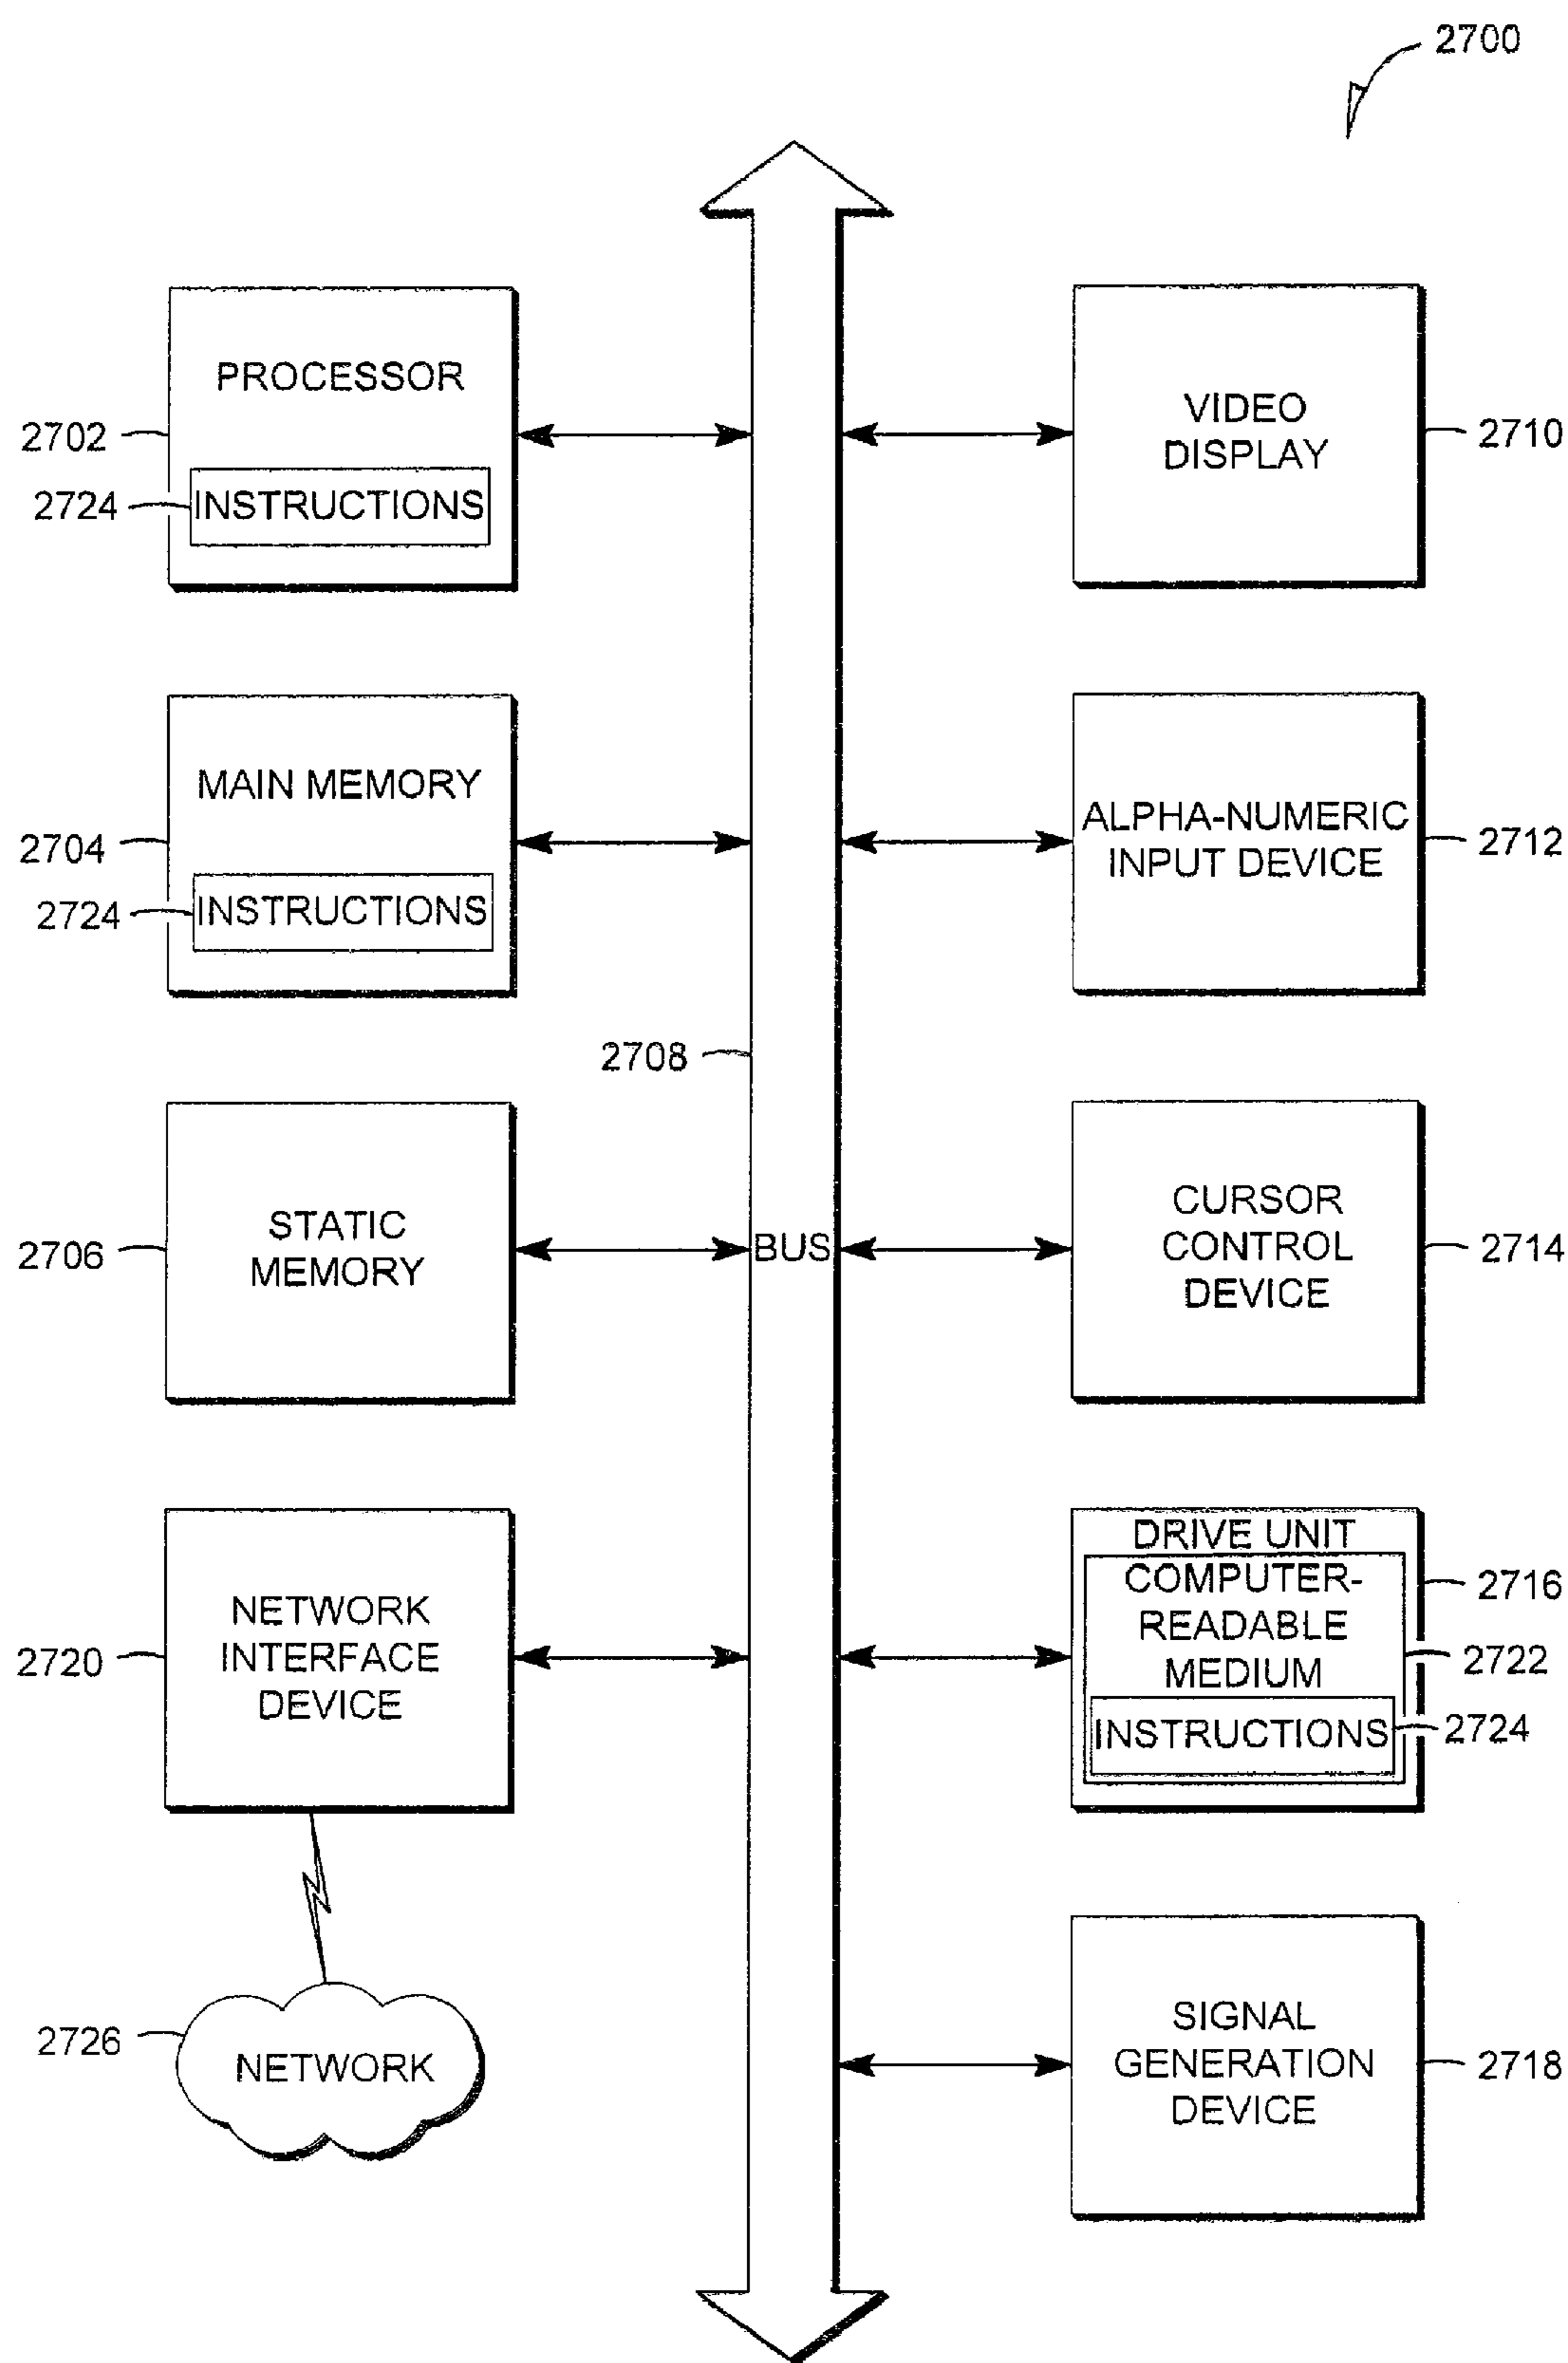 2700
PROCESSOR
2702
2724
INSTRUCTIONS
VIDEO
DISPLAY
2710
MAIN MEMORY
2704
2724
INSTRUCTIONS
ALPHA-NUMERIC
INPUT DEVICE
2712
2708
STATIC
MEMORY
2706
BUS
CURSOR
CONTROL
DEVICE
2714
NETWORK
INTERFACE
DEVICE
2720
DRIVE UNIT
COMPUTER-
READABLE
MEDIUM
2716
2722
INSTRUCTIONS
2724
2726
NETWORK
SIGNAL
GENERATION
DEVICE
2718